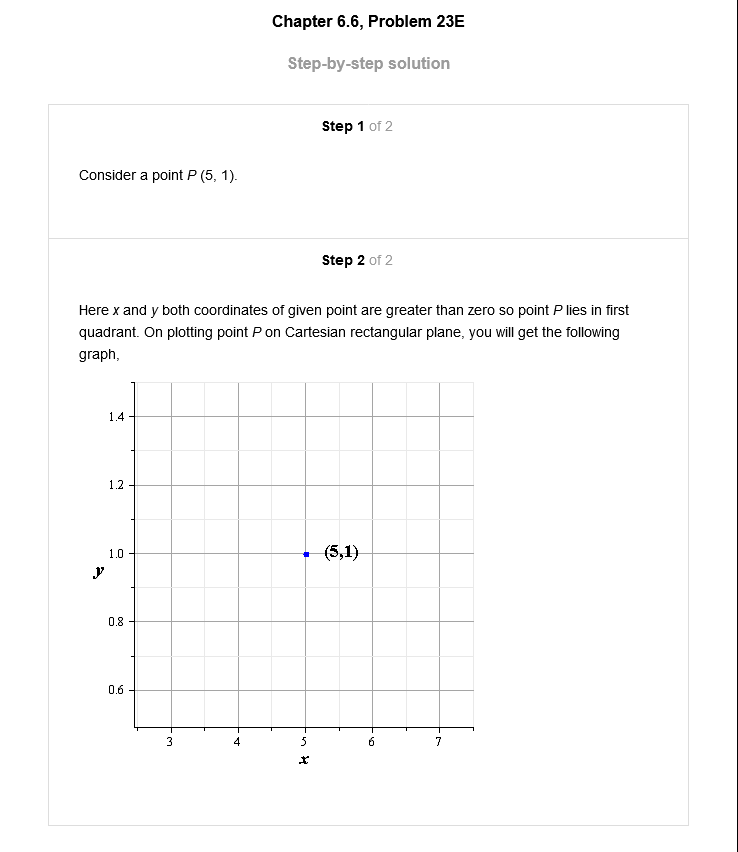 Chapter 6.6, Problem 23E
Step-by-step solution
Step 1 of 2
Consider a point P (5, 1).
Step 2 of 2
Here x and y both coordinates of given point are greater than zero so point P lies in first
quadrant. On plotting point P on Cartesian rectangular plane, you will get the following
graph,
1.4
1.2
1.0
(5,1)
y
0.8
0.6
3 4 5 6 7
x